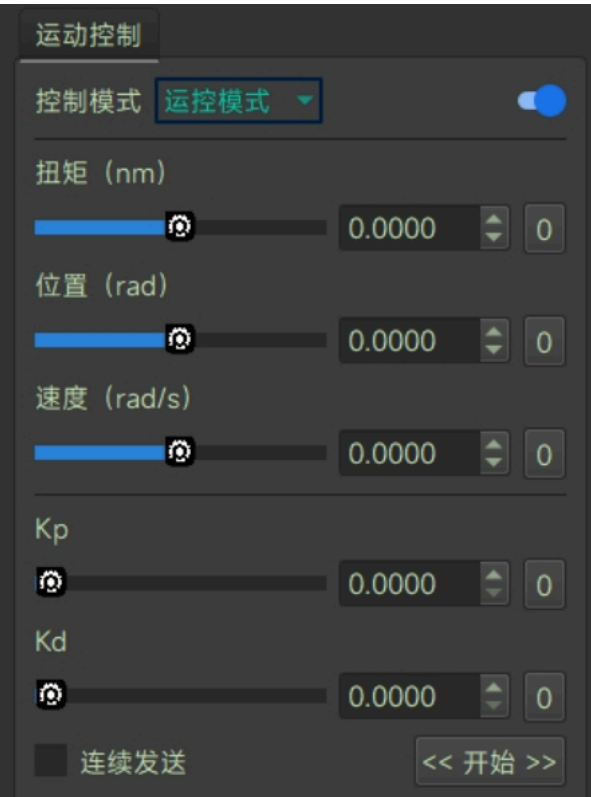 运动控制
控制模式 运控模式
扭矩（nm）
0.0000 0
位置（rad）
0.0000 0
速度（rad/s）
0.0000 0
Kp
0.0000 0
Kd
0.0000 0
连续发送 << 开始 >>